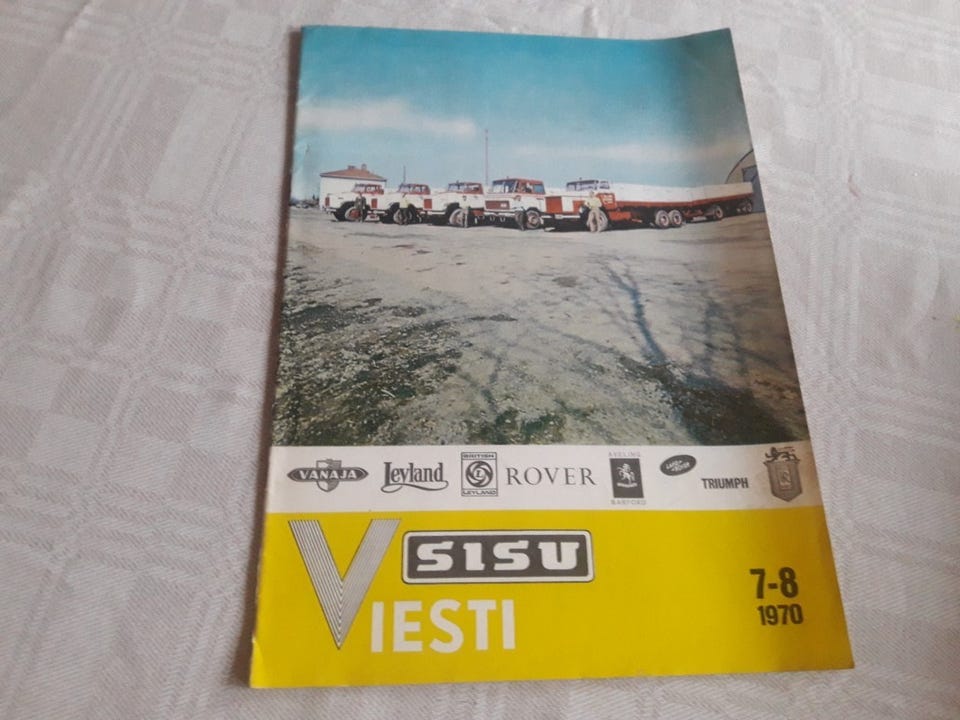 VANAJA
Leyland
BRITISH
L
LEYLAND
ROVER
AVELING
BARFORD
LAND ROVER
TRIUMPH
SISU
VIESTI
7-8
1970